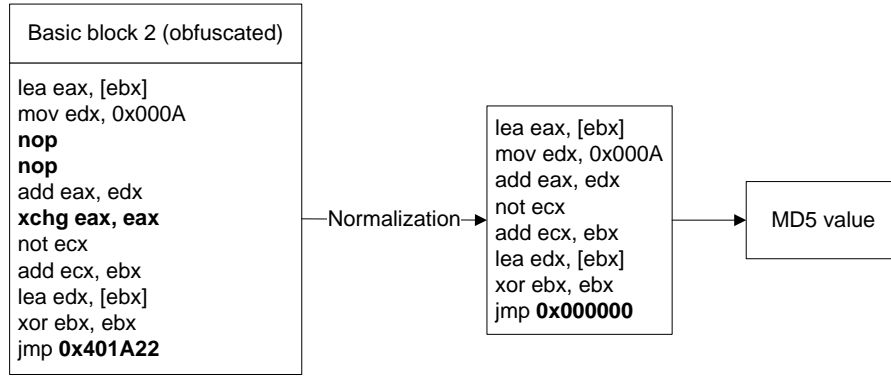 Basic block 2 (obfuscated)
lea eax, [ebx]
mov edx, 0x000A
nop
nop
add eax, edx
xchg eax, eax
not ecx
add ecx, ebx
lea edx, [ebx]
xor ebx, ebx
jmp 0x401A22
Normalization
lea eax, [ebx]
mov edx, 0x000A
add eax, edx
not ecx
add ecx, ebx
lea edx, [ebx]
xor ebx, ebx
jmp 0x000000
MD5 value